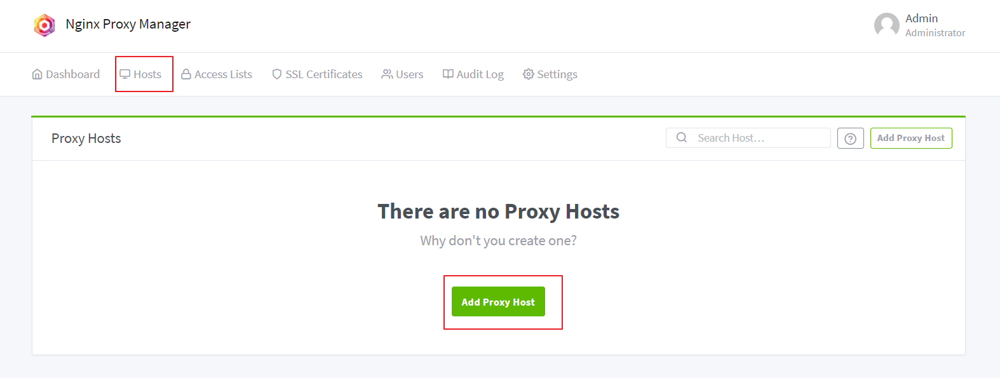 Nginx Proxy Manager
Admin
Administrator
Dashboard Hosts Access Lists SSL Certificates Users Audit Log Settings
Proxy Hosts Search Host... Add Proxy Host
There are no Proxy Hosts
Why don't you create one?
Add Proxy Host